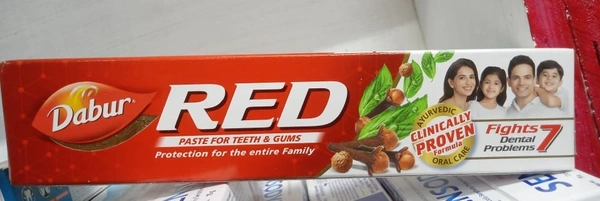 Dabur
RED
PASTE FOR TEETH & GUMS
Protection for the entire Family
AYURVEDIC
CLINICALLY
PROVEN
Formula
ORAL CARE
Fights 7
Dental
Problems